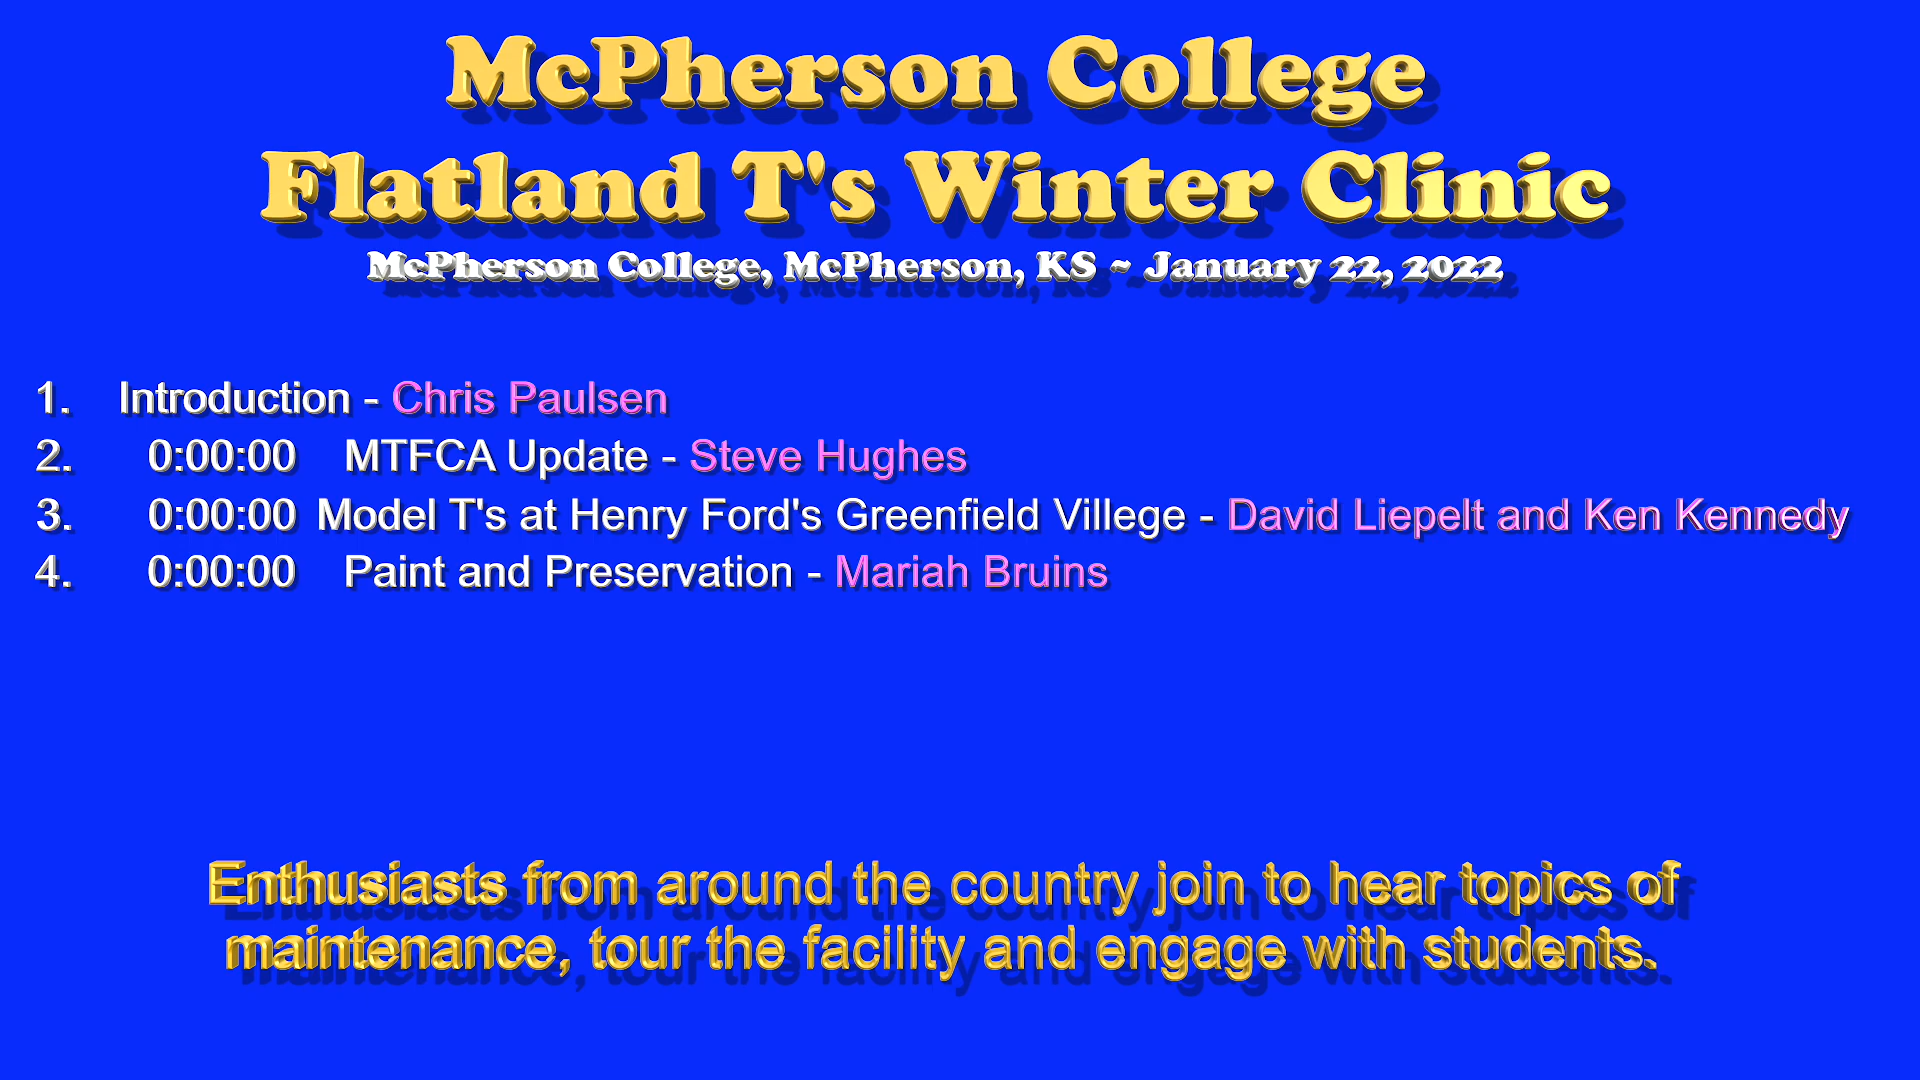 McPherson College
Flatland T's Winter Clinic
McPherson College, McPherson, KS ~ January 22, 2022
1. Introduction - Chris Paulsen
2. 0:00:00 MTFCA Update - Steve Hughes
3. 0:00:00 Model T's at Henry Ford's Greenfield Villege - David Liepelt and Ken Kennedy
4. 0:00:00 Paint and Preservation - Mariah Bruins
Enthusiasts from around the country join to hear topics of
maintenance, tour the facility and engage with students.